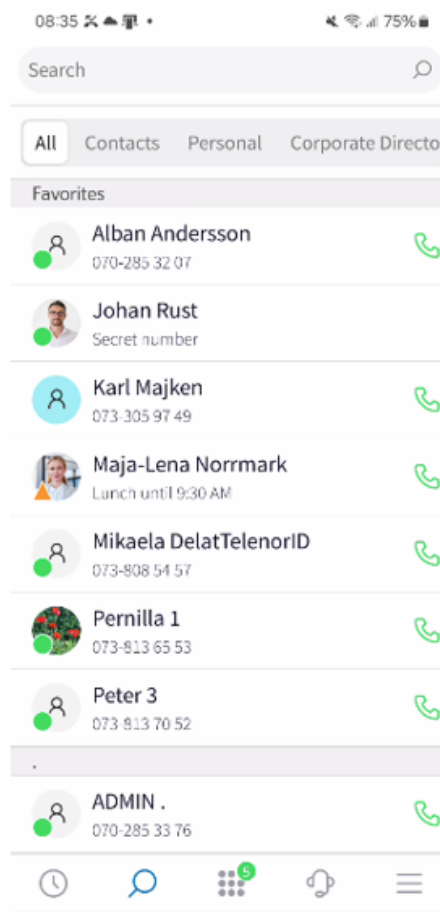 08:35 75%
Search
All Contacts Personal Corporate Directo
Favorites
Alban Andersson
070-285 32 07
Johan Rust
Secret number
Karl Majken
073-305 97 49
Maja-Lena Norrmark
Lunch until 9:30 AM
Mikaela DelatTelenorID
073-808 54 57
Pernilla 1
073-813 65 53
Peter 3
073-813 70 52
.
ADMIN .
070-285 33 76
5